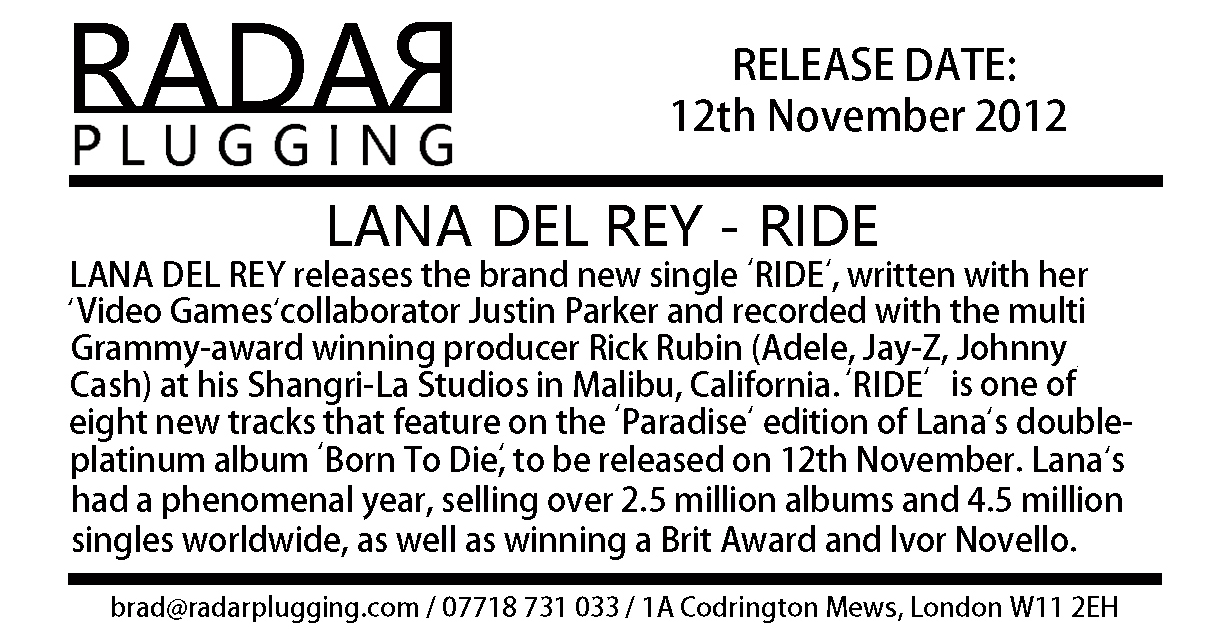 RADAR
PLUGGING
RELEASE DATE:
12th November 2012
LANA DEL REY - RIDE
LANA DEL REY releases the brand new single ‘RIDE‘, written with her
‘Video Games‘collaborator Justin Parker and recorded with the multi
Grammy-award winning producer Rick Rubin (Adele, Jay-Z, Johnny
Cash) at his Shangri-La Studios in Malibu, California. ‘RIDE‘ is one of
eight new tracks that feature on the ‘Paradise‘ edition of Lana‘s double-
platinum album ‘Born To Die‘, to be released on 12th November. Lana‘s
had a phenomenal year, selling over 2.5 million albums and 4.5 million
singles worldwide, as well as winning a Brit Award and Ivor Novello.
brad@radarplugging.com / 07718 731 033 / 1A Codrington Mews, London W11 2EH